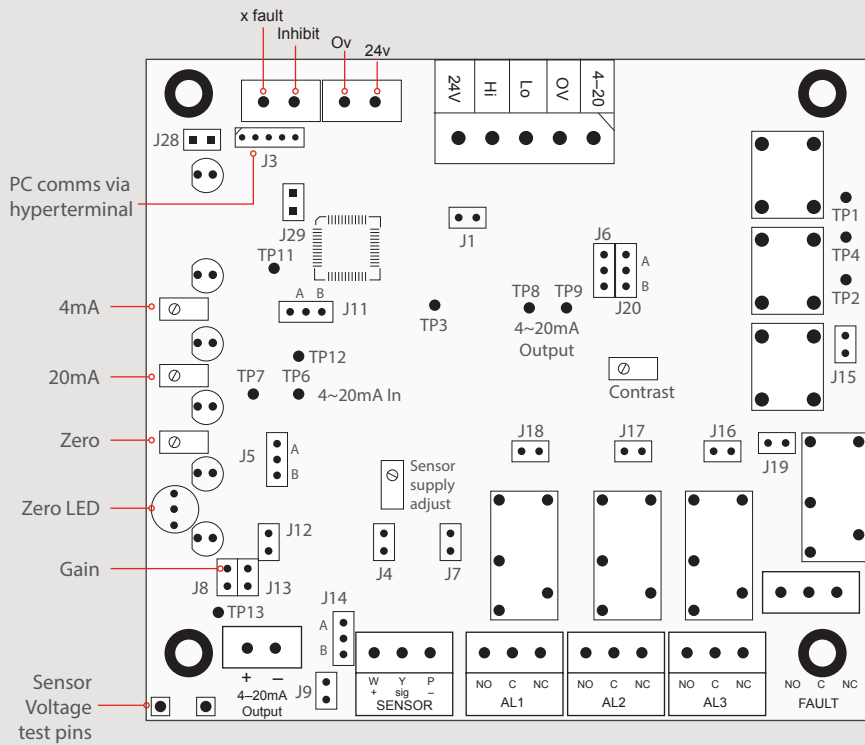 x fault
Inhibit
Ov
24v
24V
Hi
Lo
OV
4–20
J28
J3
PC comms via
hyperterminal
J29
J1
TP11
J6
A
B
J20
TP1
TP4
TP2
4mA
A B
J11
TP3
TP8 TP9
4~20mA
Output
J15
TP12
20mA
TP7 TP6
4~20mA In
Contrast
Zero
J5
A
B
J18
J17
J16
J19
Sensor
supply
adjust
Zero LED
J12
J4
J7
Gain
J8
J13
J14
A
B
TP13
+ –
4–20mA
Output
J9
W Y P
+ sig –
SENSOR
NO C NC
AL1
NO C NC
AL2
NO C NC
AL3
NO C NC
FAULT
Sensor
Voltage
test pins